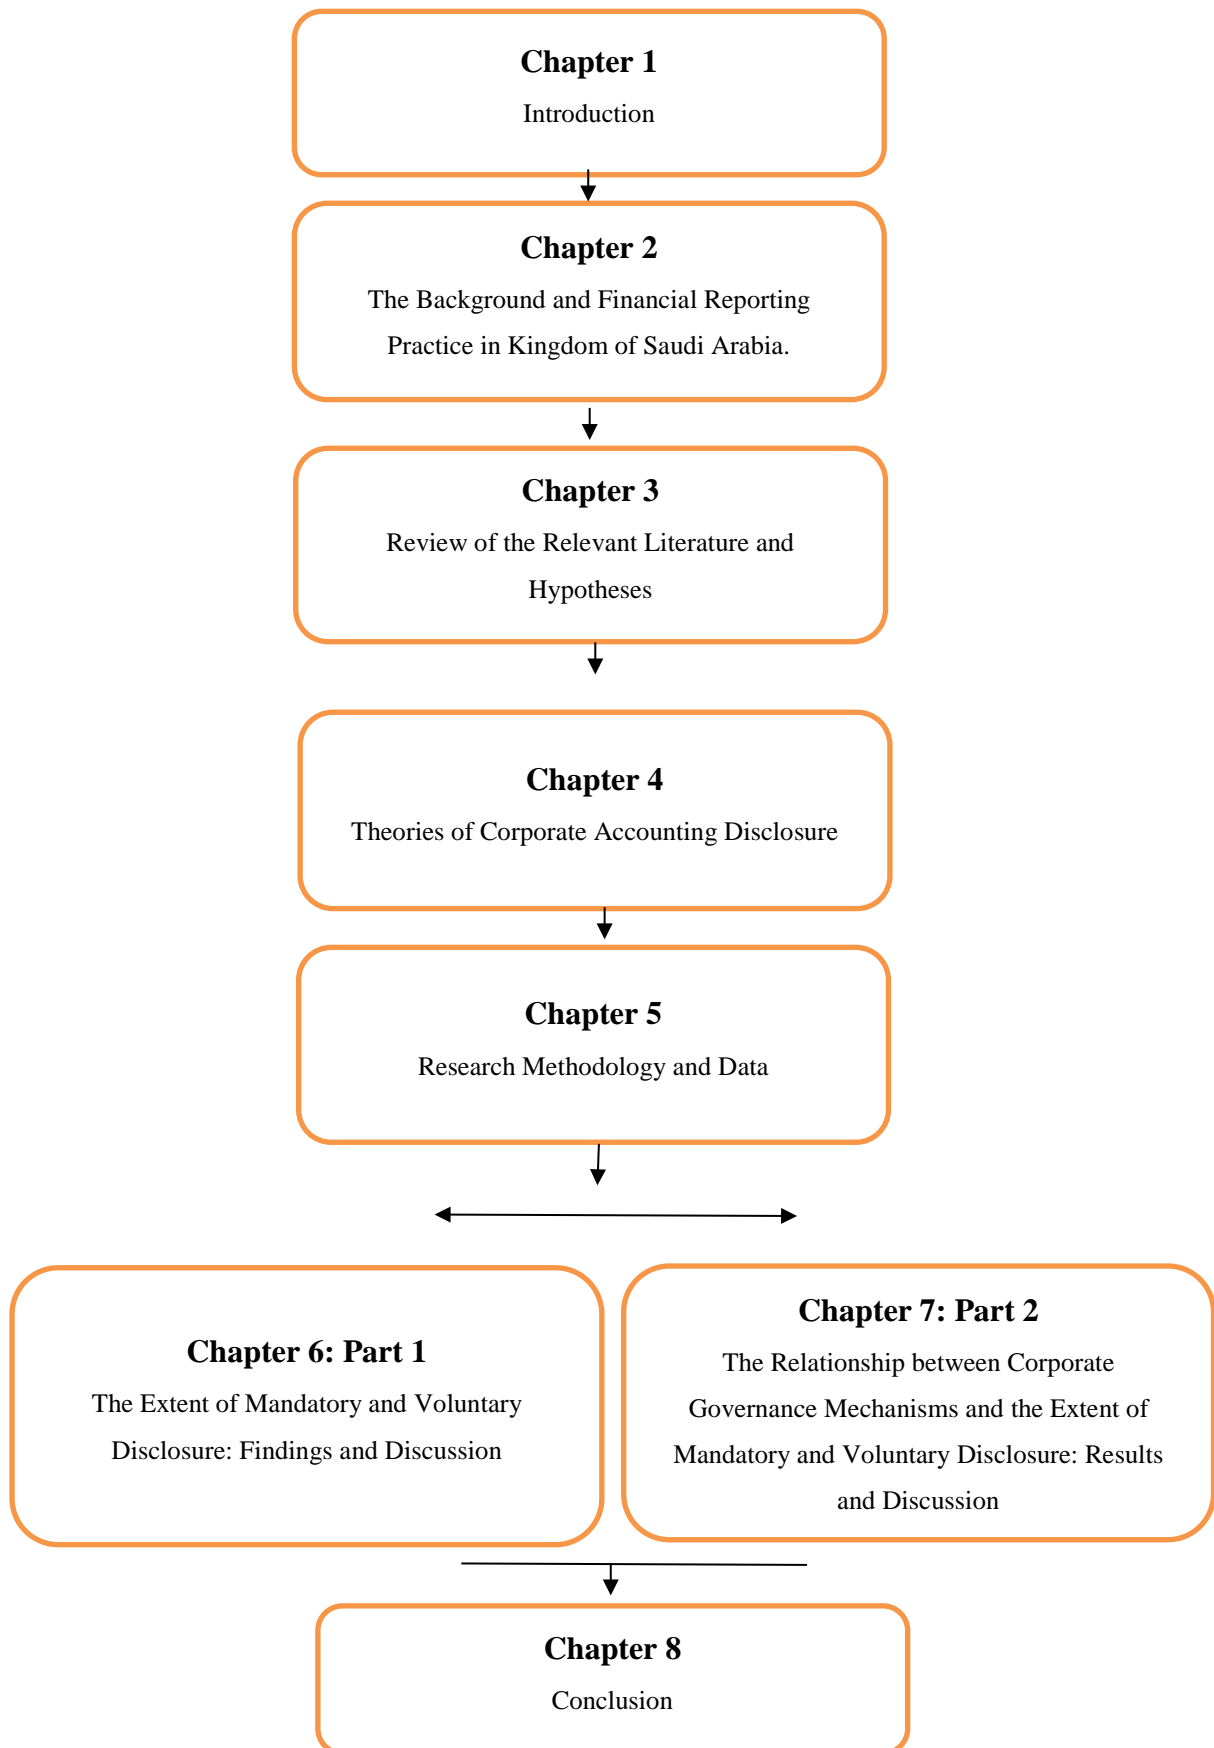 Chapter 1
Introduction
Chapter 2
The Background and Financial Reporting
Practice in Kingdom of Saudi Arabia.
Chapter 3
Review of the Relevant Literature and
Hypotheses
Chapter 4
Theories of Corporate Accounting Disclosure
Chapter 5
Research Methodology and Data
Chapter 6: Part 1
The Extent of Mandatory and Voluntary
Disclosure: Findings and Discussion
Chapter 7: Part 2
The Relationship between Corporate
Governance Mechanisms and the Extent of
Mandatory and Voluntary Disclosure: Results
and Discussion
Chapter 8
Conclusion